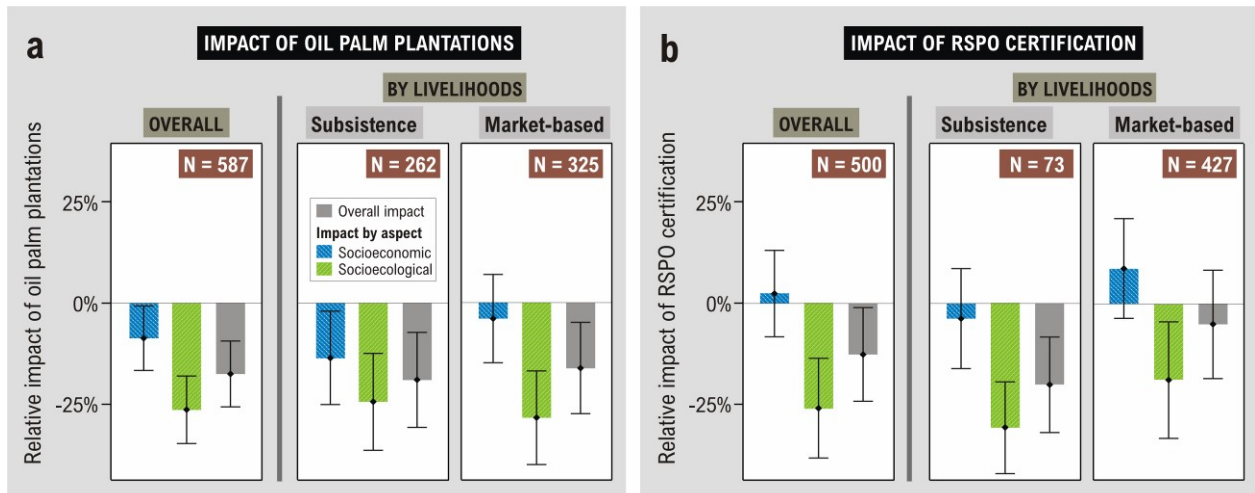 a
IMPACT OF OIL PALM PLANTATIONS
BY LIVELIHOODS
OVERALL
Subsistence
Market-based
Relative impact of oil palm plantations
N = 587
N = 262
N = 325
25%
0%
-25%
Overall impact
Impact by aspect
Socioeconomic
Socioecological
b
IMPACT OF RSPO CERTIFICATION
BY LIVELIHOODS
OVERALL
Subsistence
Market-based
Relative impact of RSPO certification
N = 500
N = 73
N = 427
25%
0%
-25%